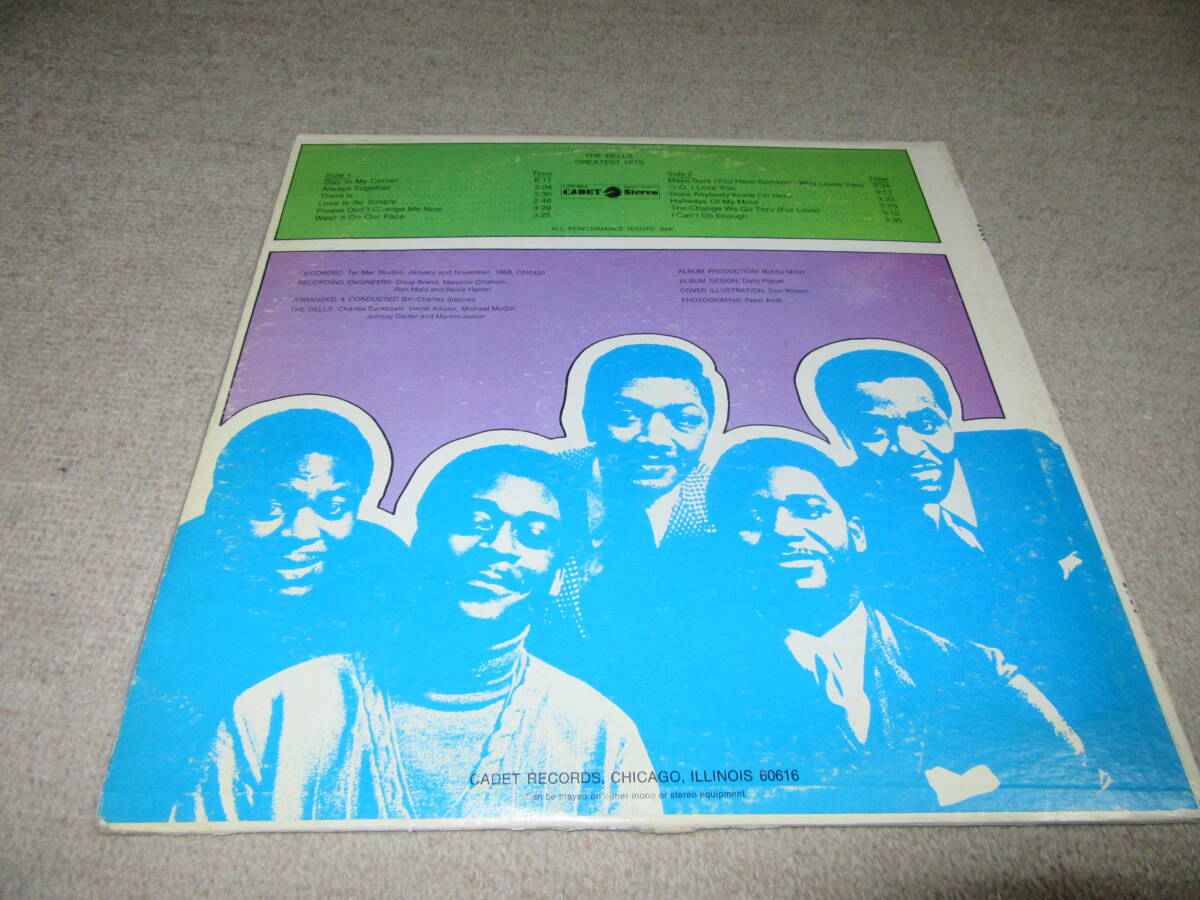 THE DELLS
GREATEST HITS
Side 1 Time
Stay In My Corner 6:11
Always Together 3:04
There Is 3:30
Love Is So Simple 2:48
Please Don't Change Me Now 3:29
Wear It On Our Face 3:25
CADET Stereo
Side 2 Time
Make Sure (You Have Someone Who Loves You) 2:34
O-O, I Love You 3:17
Does Anybody Know I'm Here 3:22
Hallways Of My Mind
The Change We Go Thru (For Love) 3:15
I Can't Do Enough 3:35
ALL PERFORMANCE RIGHTS: BMI
RECORDED: Ter Mar Studios, January and November, 1968, Chicago
RECORDING ENGINEERS: Doug Brand, Malcolm Chisholm,
Ron Malo and Reice Hamel
ARRANGED & CONDUCTED BY: Charles Stepney
THE DELLS: Charles Barksdale, Verne Allison, Michael McGill,
Johnny Carter and Marvin Junior
ALBUM PRODUCTION: Bobby Miller
ALBUM DESIGN: Daily Planet
COVER ILLUSTRATION: Don Wilson
PHOTOGRAPHS: Peter Amft
CADET RECORDS, CHICAGO, ILLINOIS 60616
Can be played on either mono or stereo equipment